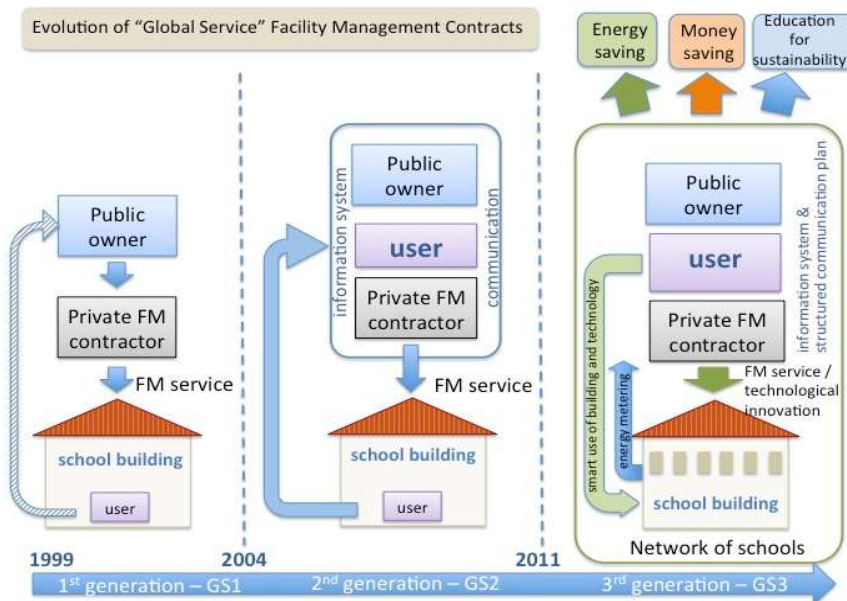 Evolution of “Global Service” Facility Management Contracts
Energy
saving
Money
saving
Education
for
sustainability
Public
owner
Private FM
contractor
FM service
school building
user
information system
communication
Public
owner
user
Private FM
contractor
FM service
school building
user
Public
owner
user
Private FM
contractor
information system &
structured communication plan
smart use of building and technology
energy metering
FM service /
technological
innovation
school building
Network of schools
1999
2004
2011
1st generation – GS1
2nd generation – GS2
3rd generation – GS3